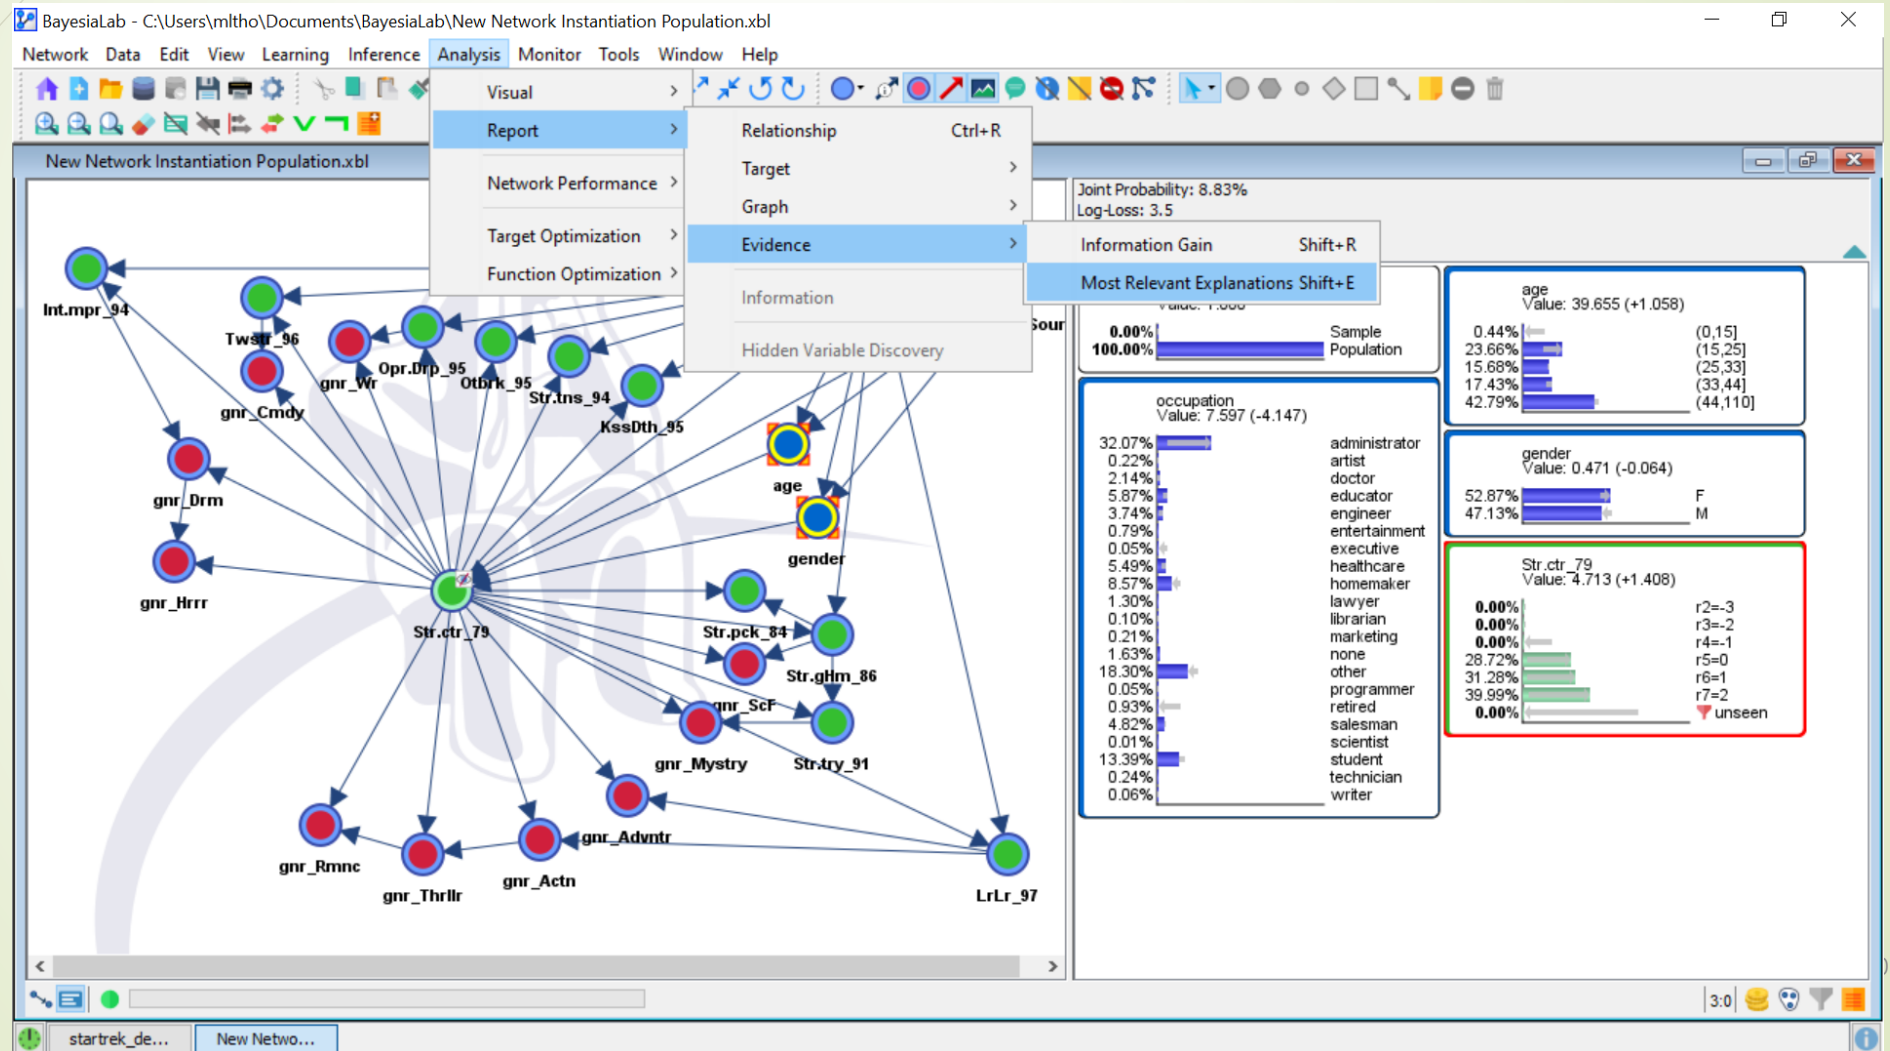 BayesiaLab - C:\Users\mltho\Documents\BayesiaLab\New Network Instantiation Population.xbl
Network Data Edit View Learning Inference Analysis Monitor Tools Window Help
Visual
Report
Network Performance
Target Optimization
Function Optimization
Relationship Ctrl+R
Target
Graph
Evidence
Information
Hidden Variable Discovery
Information Gain Shift+R
Most Relevant Explanations Shift+E
New Network Instantiation Population.xbl
Int.mpr_94
Twstr_96
gnr_Cmdy
gnr_Wr
Opr.Drp_95
Otbrk_95
Str.tns_94
KssDth_95
age
gender
gnr_Drm
gnr_Hrrr
Str.ctr_79
Str.pck_84
Str.gHm_86
gnr_ScF
gnr_Mystry
Str.try_91
gnr_Advntr
gnr_Rmnc
gnr_Thrllr
gnr_Actn
LrLr_97
Joint Probability: 8.83%
Log-Loss: 3.5
0.00% Sample
100.00% Population
occupation
Value: 7.597 (-4.147)
32.07% administrator
0.22% artist
2.14% doctor
5.87% educator
3.74% engineer
0.79% entertainment
0.05% executive
5.49% healthcare
8.57% homemaker
1.30% lawyer
0.10% librarian
0.21% marketing
1.63% none
18.30% other
0.05% programmer
0.93% retired
4.82% salesman
0.01% scientist
13.39% student
0.24% technician
0.06% writer
age
Value: 39.655 (+1.058)
0.44% (0,15]
23.66% (15,25]
15.68% (25,33]
17.43% (33,44]
42.79% (44,110]
gender
Value: 0.471 (-0.064)
52.87% F
47.13% M
Str.ctr_79
Value: 4.713 (+1.408)
0.00% r2=-3
0.00% r3=-2
0.00% r4=-1
28.72% r5=0
31.28% r6=1
39.99% r7=2
0.00% unseen
3:0
startrek_de... New Netwo...